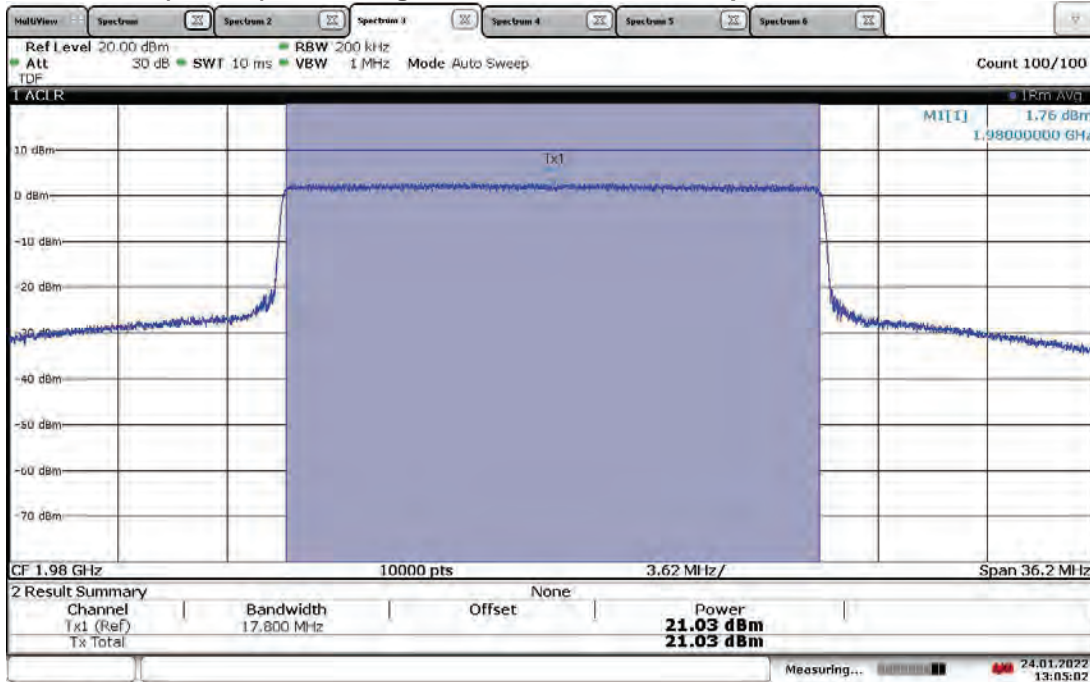 MultiView Spectrum Spectrum 2 Spectrum 3 Spectrum 4 Spectrum 5 Spectrum 6
Ref Level 20.00 dBm RBW 200 kHz
Att 30 dB SWT 10 ms VBW 1 MHz Mode Auto Sweep Count 100/100
TDF
1 ACLR 1Rm Avg
M1[1] 1.76 dBm
1.98000000 GHz
10 dBm
Tx1
0 dBm
-10 dBm
-20 dBm
-30 dBm
-40 dBm
-50 dBm
-60 dBm
-70 dBm
CF 1.98 GHz 10000 pts 3.62 MHz/ Span 36.2 MHz
2 Result Summary None
Channel Bandwidth Offset Power
Tx1 (Ref) 17.800 MHz 21.03 dBm
Tx Total 21.03 dBm
Measuring... 24.01.2022
13:05:02